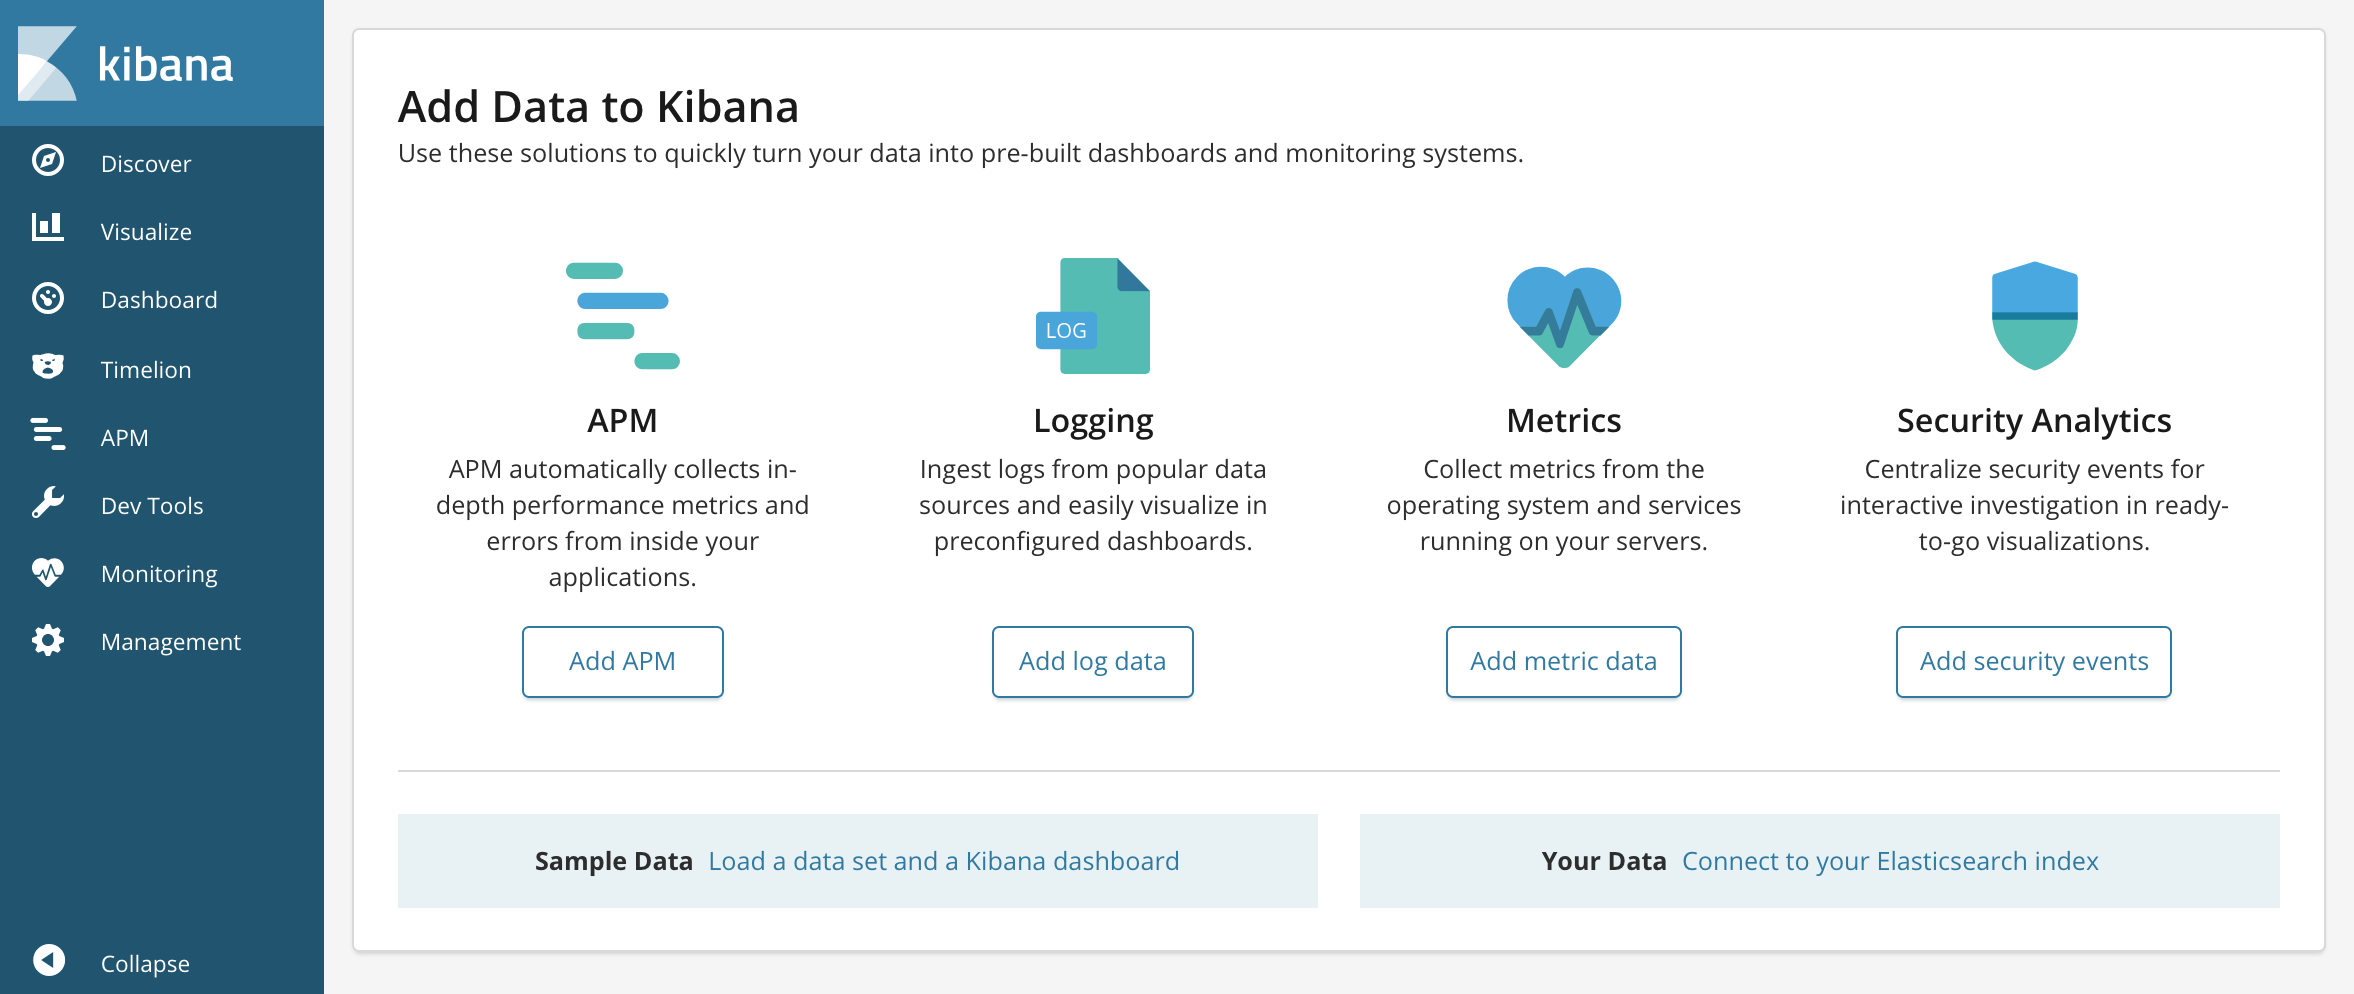 kibana
Discover
Visualize
Dashboard
Timelion
APM
Dev Tools
Monitoring
Management
Collapse
Add Data to Kibana
Use these solutions to quickly turn your data into pre-built dashboards and monitoring systems.
APM
APM automatically collects in-
depth performance metrics and
errors from inside your
applications.
Add APM
LOG
Logging
Ingest logs from popular data
sources and easily visualize in
preconfigured dashboards.
Add log data
Metrics
Collect metrics from the
operating system and services
running on your servers.
Add metric data
Security Analytics
Centralize security events for
interactive investigation in ready-
to-go visualizations.
Add security events
Sample Data Load a data set and a Kibana dashboard
Your Data Connect to your Elasticsearch index